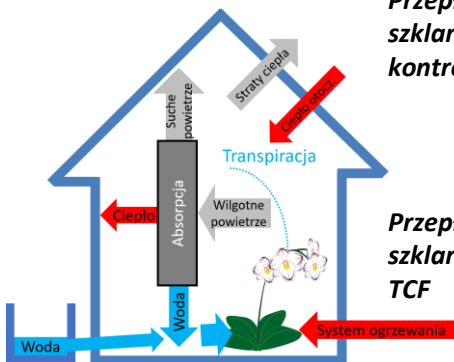 Przepł
szklar
kontro
Straty ciepła
Ciepło otocz.
Suche
powietrze
Transpiracja
Absorpcja
Ciepło
Wilgotne
powietrze
Przepł
szklar
TCF
Woda
System ogrzewania
Woda